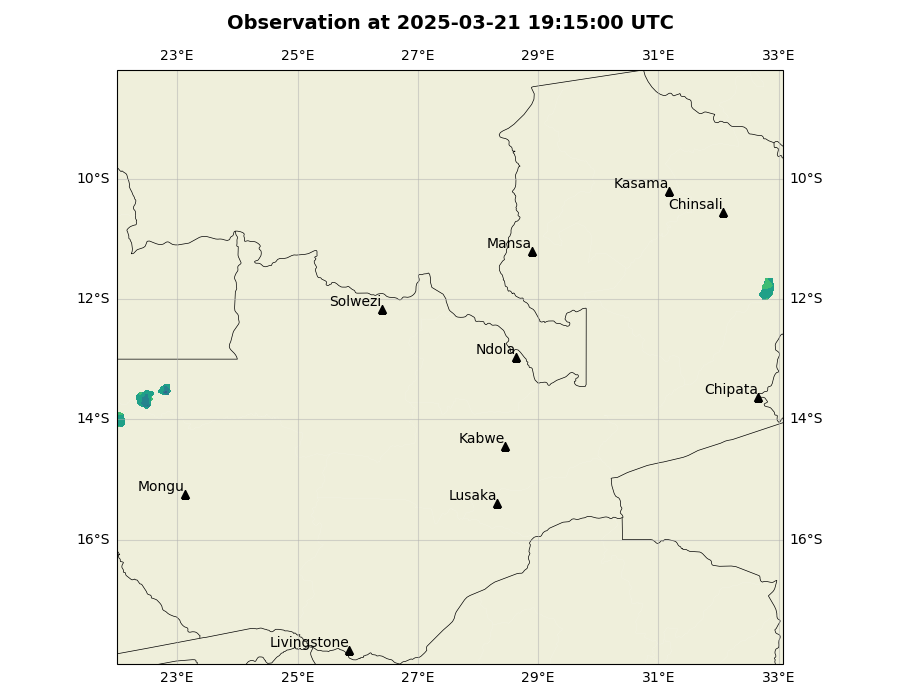 Observation at 2025-03-21 19:15:00 UTC
23°E 25°E 27°E 29°E 31°E 33°E
10°S 10°S
Kasama
Chinsali
Mansa
12°S 12°S
Solwezi
Ndola
Chipata
14°S 14°S
Kabwe
Mongu
Lusaka
16°S 16°S
Livingstone
23°E 25°E 27°E 29°E 31°E 33°E